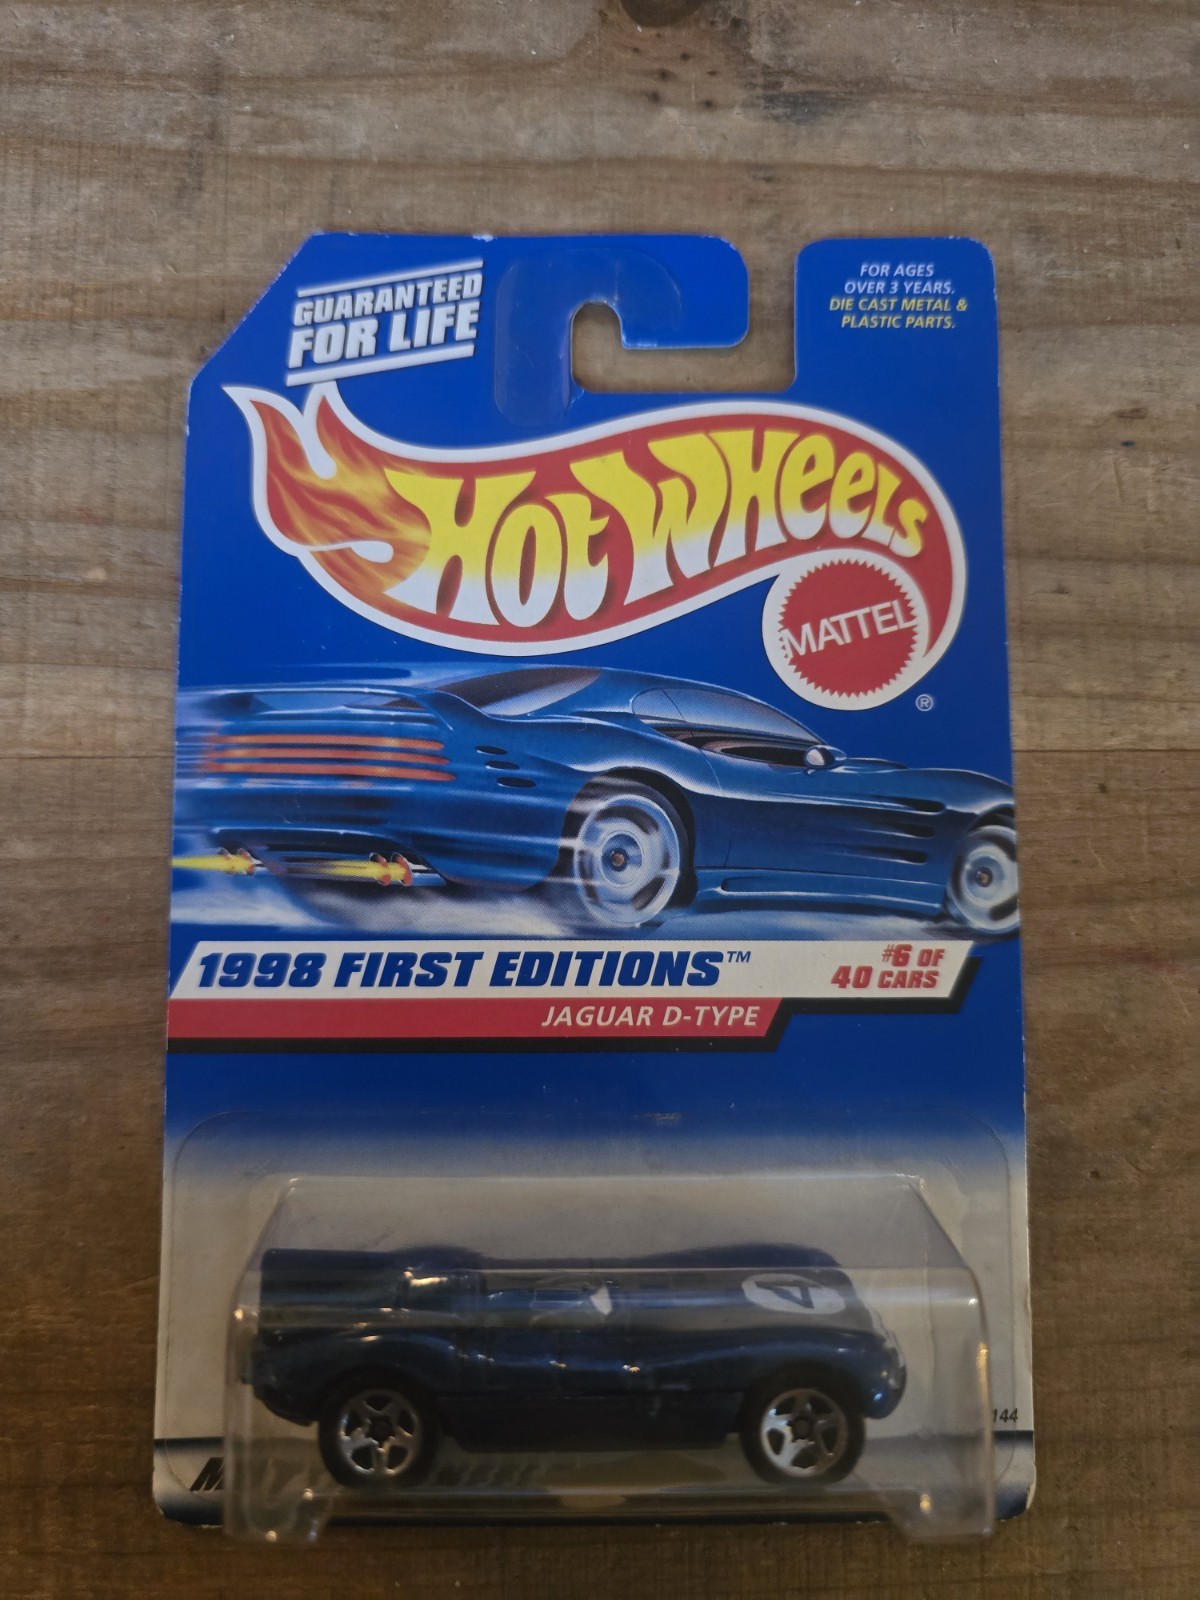 GUARANTEED
FOR LIFE
FOR AGES
OVER 3 YEARS.
DIE CAST METAL &
PLASTIC PARTS.
HOT WHEELS
MATTEL
®
1998 FIRST EDITIONS™
#6 OF
40 CARS
JAGUAR D-TYPE
4
144